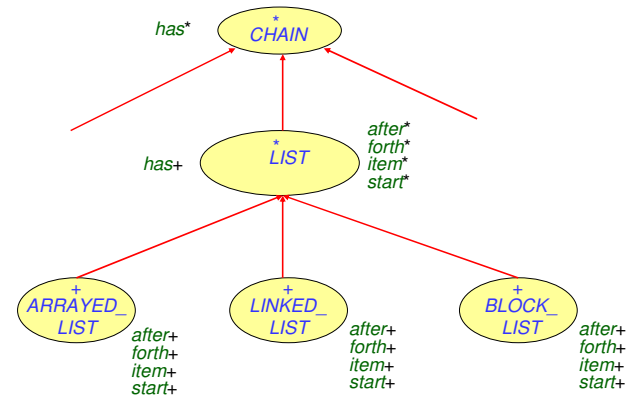 has*
*
CHAIN
has+
*
LIST
after*
forth*
item*
start*
+
ARRAYED_
LIST
after+
forth+
item+
start+
+
LINKED_
LIST
after+
forth+
item+
start+
+
BLOCK_
LIST
after+
forth+
item+
start+